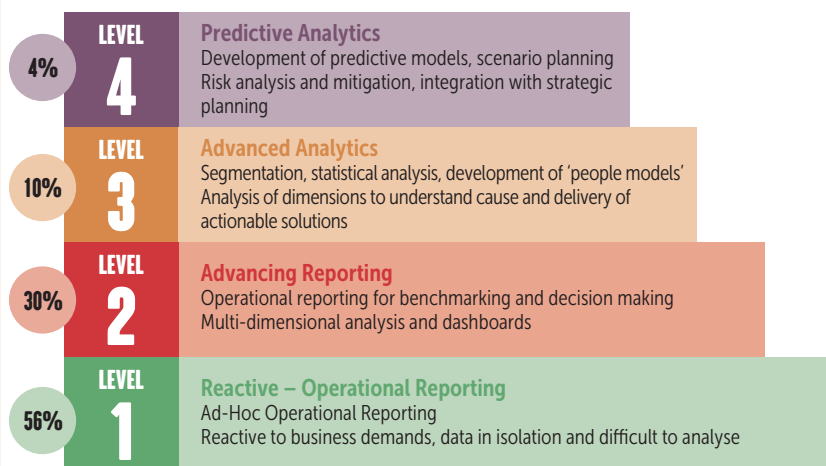 4%
LEVEL
4
Predictive Analytics
Development of predictive models, scenario planning
Risk analysis and mitigation, integration with strategic
planning
10%
LEVEL
3
Advanced Analytics
Segmentation, statistical analysis, development of ‘people models’
Analysis of dimensions to understand cause and delivery of
actionable solutions
30%
LEVEL
2
Advancing Reporting
Operational reporting for benchmarking and decision making
Multi-dimensional analysis and dashboards
56%
LEVEL
1
Reactive – Operational Reporting
Ad-Hoc Operational Reporting
Reactive to business demands, data in isolation and difficult to analyse